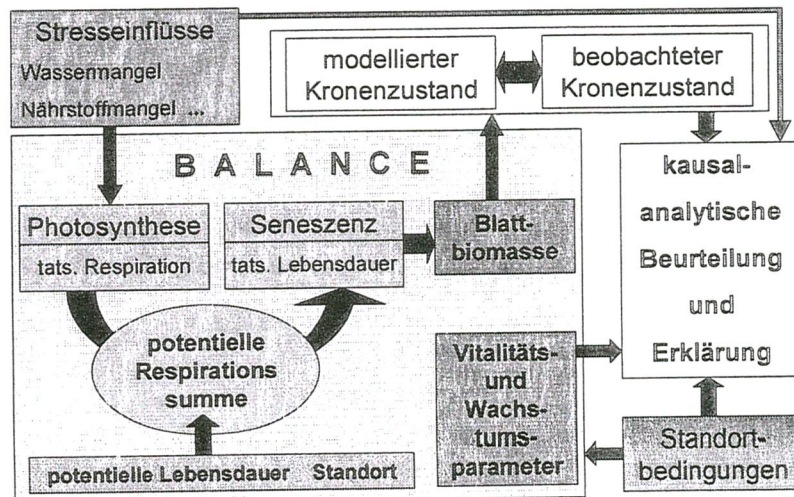 Stresseinflüsse
Wassermangel
Nährstoffmangel ...
modellierter
Kronenzustand
beobachteter
Kronenzustand
BALANCE
Photosynthese
tats. Respiration
Seneszenz
tats. Lebensdauer
Blatt-
biomasse
kausal-
analytische
Beurteilung
und
Erklärung
potentielle
Respirations
summe
Vitalitäts-
und
Wachs-
tums-
parameter
potentielle Lebensdauer Standort
Standort-
bedingungen